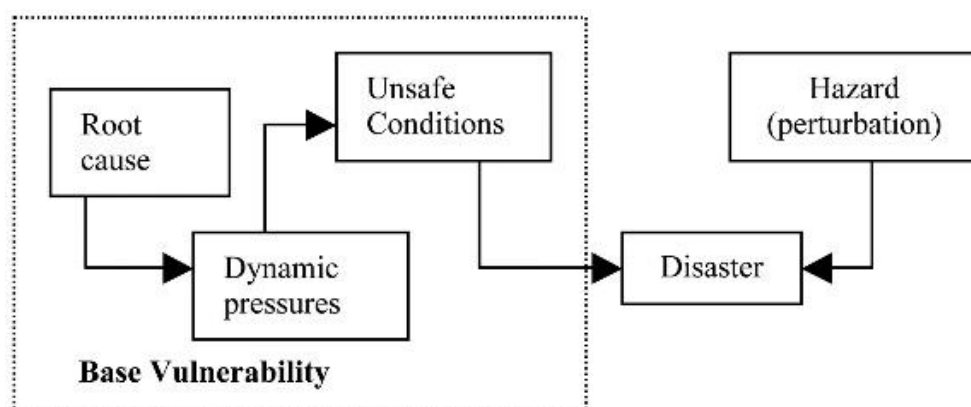 Root
cause
Dynamic
pressures
Unsafe
Conditions
Hazard
(perturbation)
Disaster
Base Vulnerability